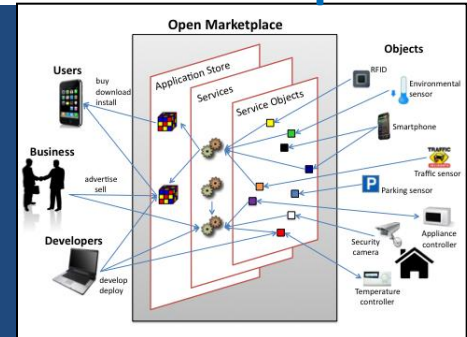 Open Marketplace
Users
buy
download
install
Business
advertise
sell
Developers
develop
deploy
Application Store
Services
Service Objects
Objects
RFID
Environmental
sensor
Smartphone
TRAFFIC
Traffic sensor
P
Parking sensor
Appliance
controller
Security
camera
Temperature
controller